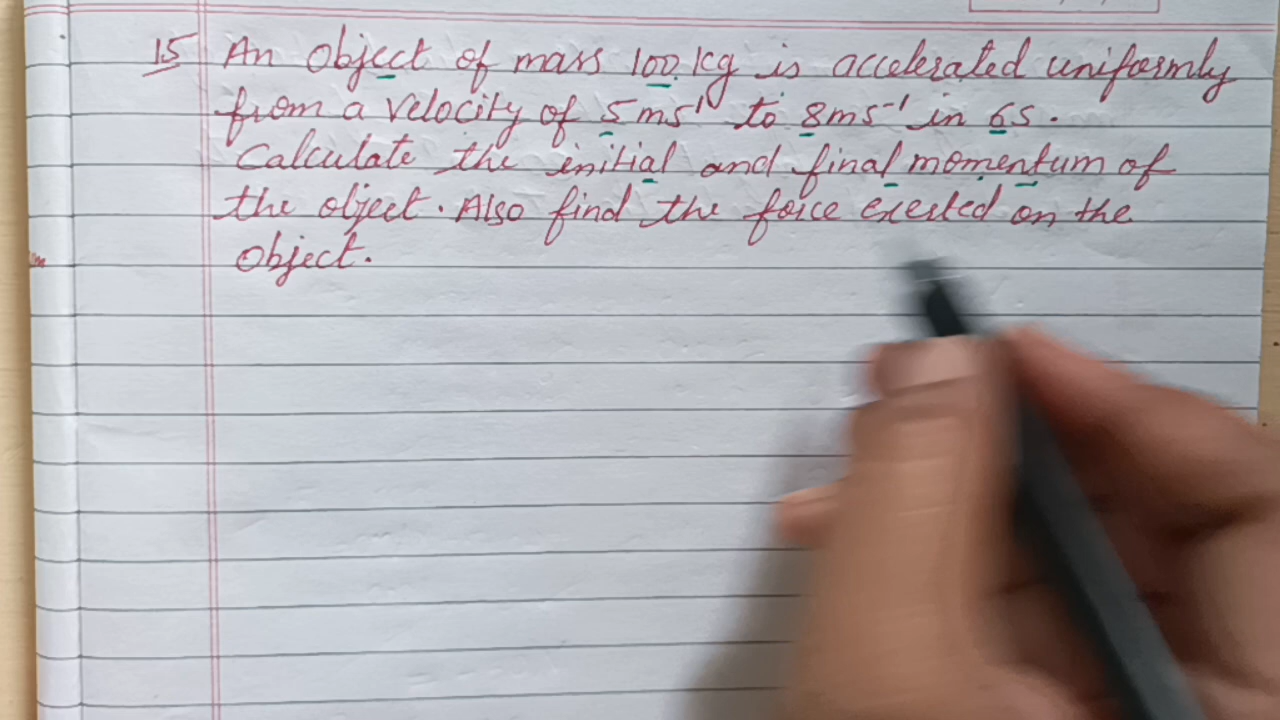 15 An object of mass 100 kg is accelerated uniformly
from a velocity of 5 ms⁻¹ to 8 ms⁻¹ in 6s.
Calculate the initial and final momentum of
the object. Also find the force exerted on the
object.